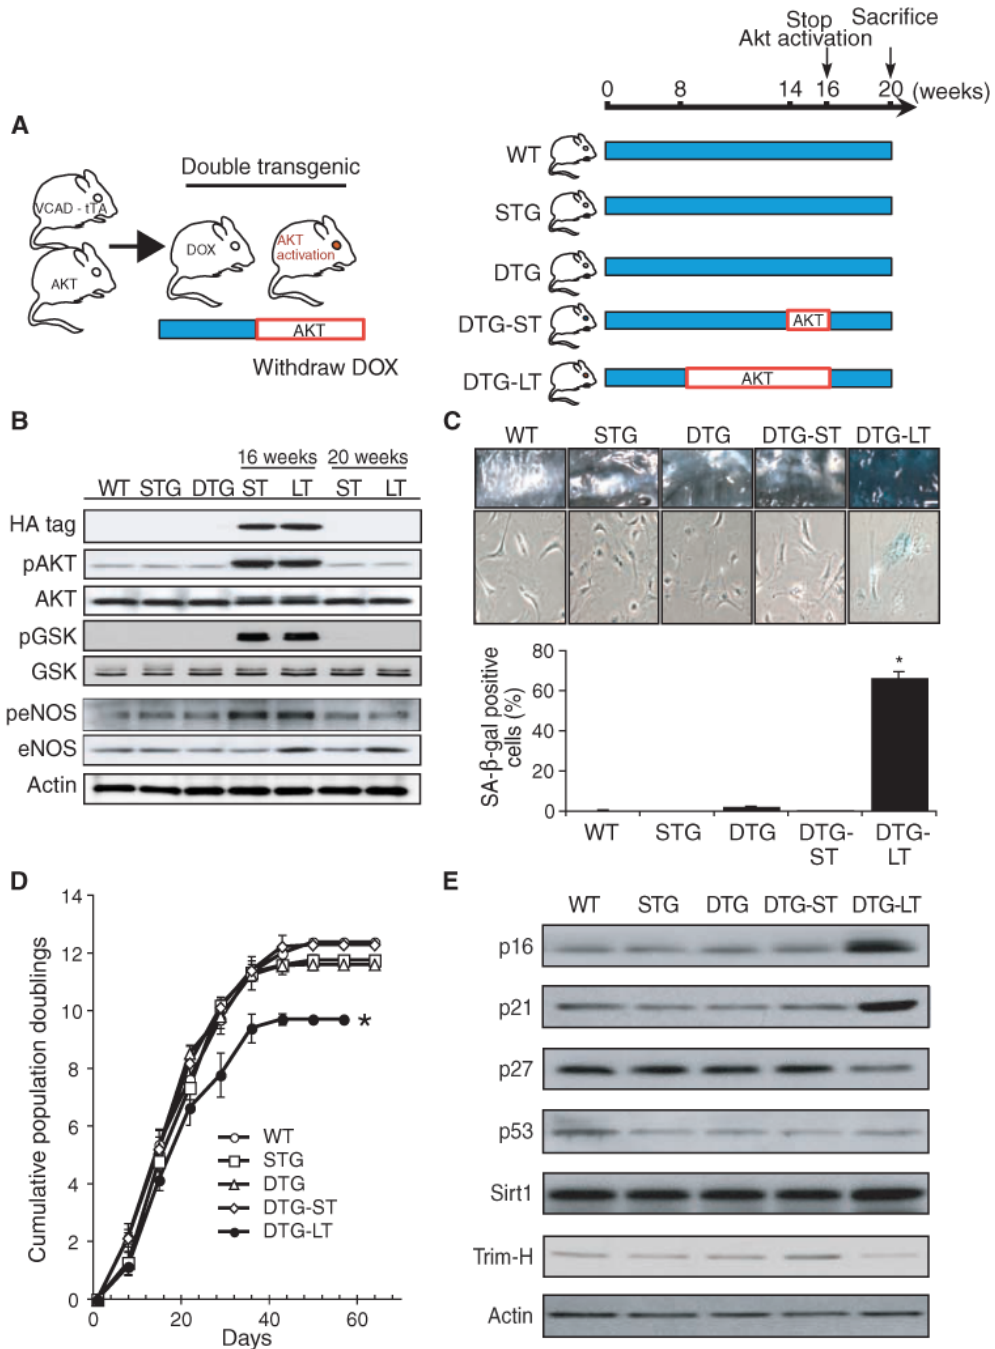 Stop
Akt activation
Sacrifice
0 8 14 16 20 (weeks)
A
VCAD - tTA
AKT
Double transgenic
DOX
AKT
activation
AKT
Withdraw DOX
WT
STG
DTG
DTG-ST AKT
DTG-LT AKT
B
16 weeks 20 weeks
WT STG DTG ST LT ST LT
HA tag
pAKT
AKT
pGSK
GSK
peNOS
eNOS
Actin
C
WT STG DTG DTG-ST DTG-LT
SA-β-gal positive
cells (%)
80
60
40
20
0
*
WT STG DTG DTG-
ST DTG-
LT
D
Cumulative population doublings
14
12
10
8
6
4
2
0
*
WT
STG
DTG
DTG-ST
DTG-LT
0 20 40 60
Days
E
WT STG DTG DTG-ST DTG-LT
p16
p21
p27
p53
Sirt1
Trim-H
Actin